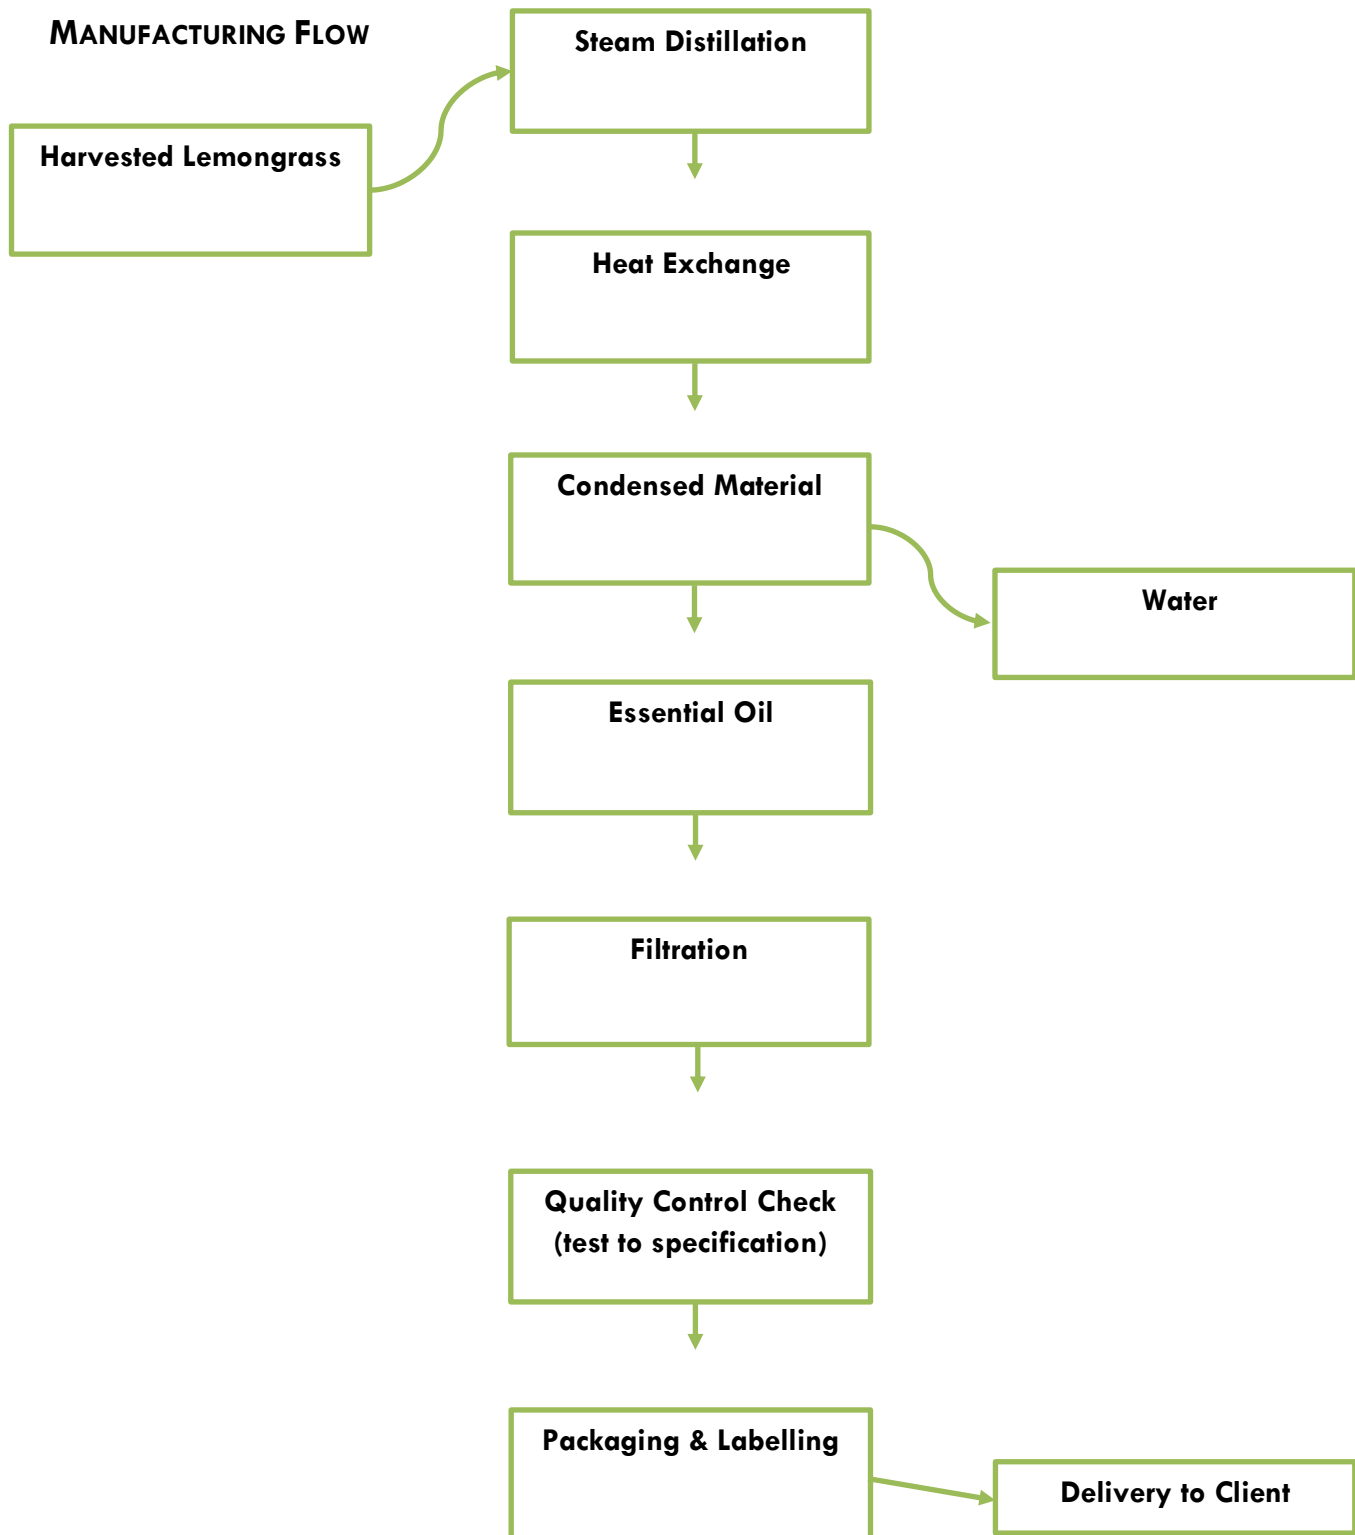 MANUFACTURING FLOW
Steam Distillation
Harvested Lemongrass
Heat Exchange
Condensed Material
Water
Essential Oil
Filtration
Quality Control Check
(test to specification)
Packaging & Labelling
Delivery to Client